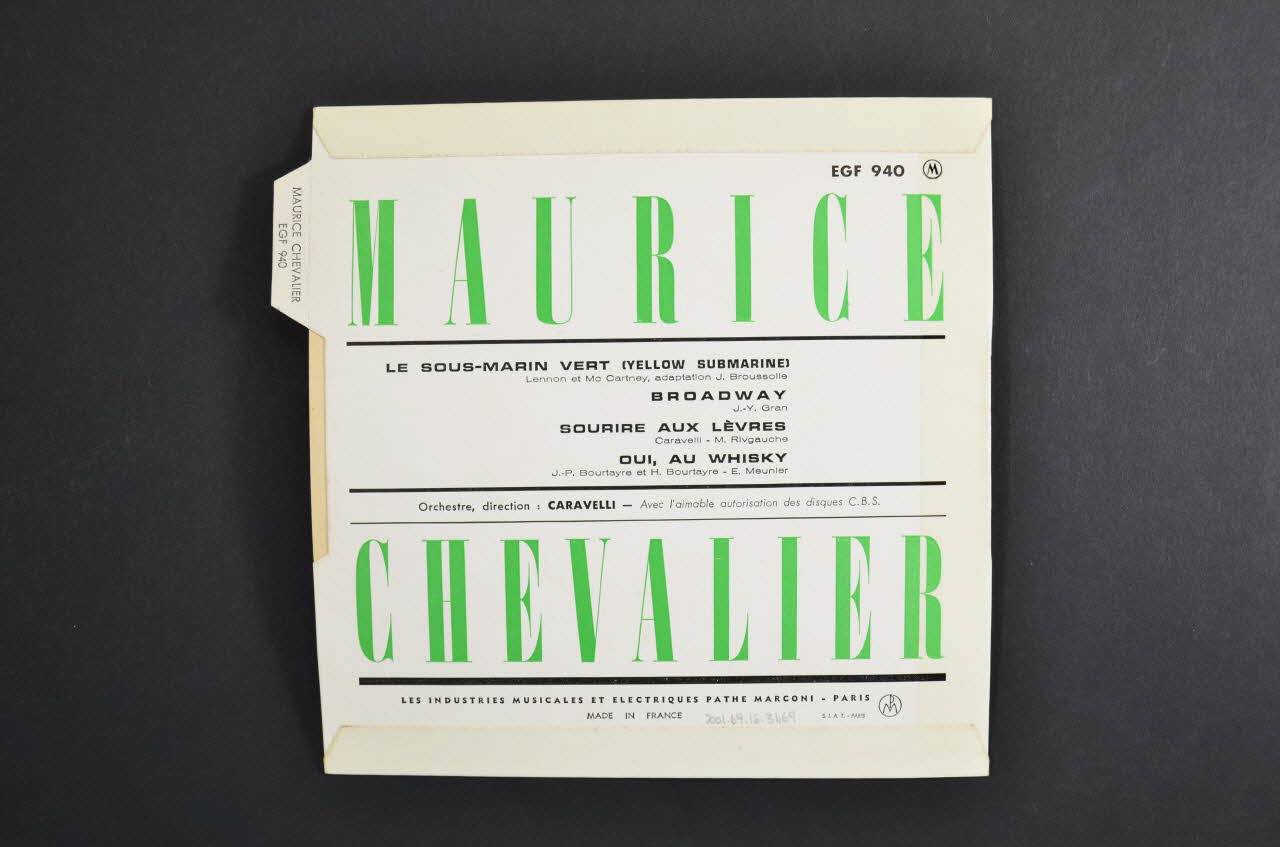 EGF 940 M
MAURICE CHEVALIER
EGF 940
MAURICE
LE SOUS-MARIN VERT (YELLOW SUBMARINE)
Lennon et Mc Cartney, adaptation J. Broussolle
BROADWAY
J.-Y. Gran
SOURIRE AUX LÈVRES
Caravelli - M. Rivgauche
OUI, AU WHISKY
J.-P. Bourtayre et H. Bourtayre - E. Meunier
Orchestre, direction : CARAVELLI — Avec l'aimable autorisation des disques C.B.S.
CHEVALIER
LES INDUSTRIES MUSICALES ET ELECTRIQUES PATHE MARCONI - PARIS
MADE IN FRANCE
S.I.A.T. - PARIS